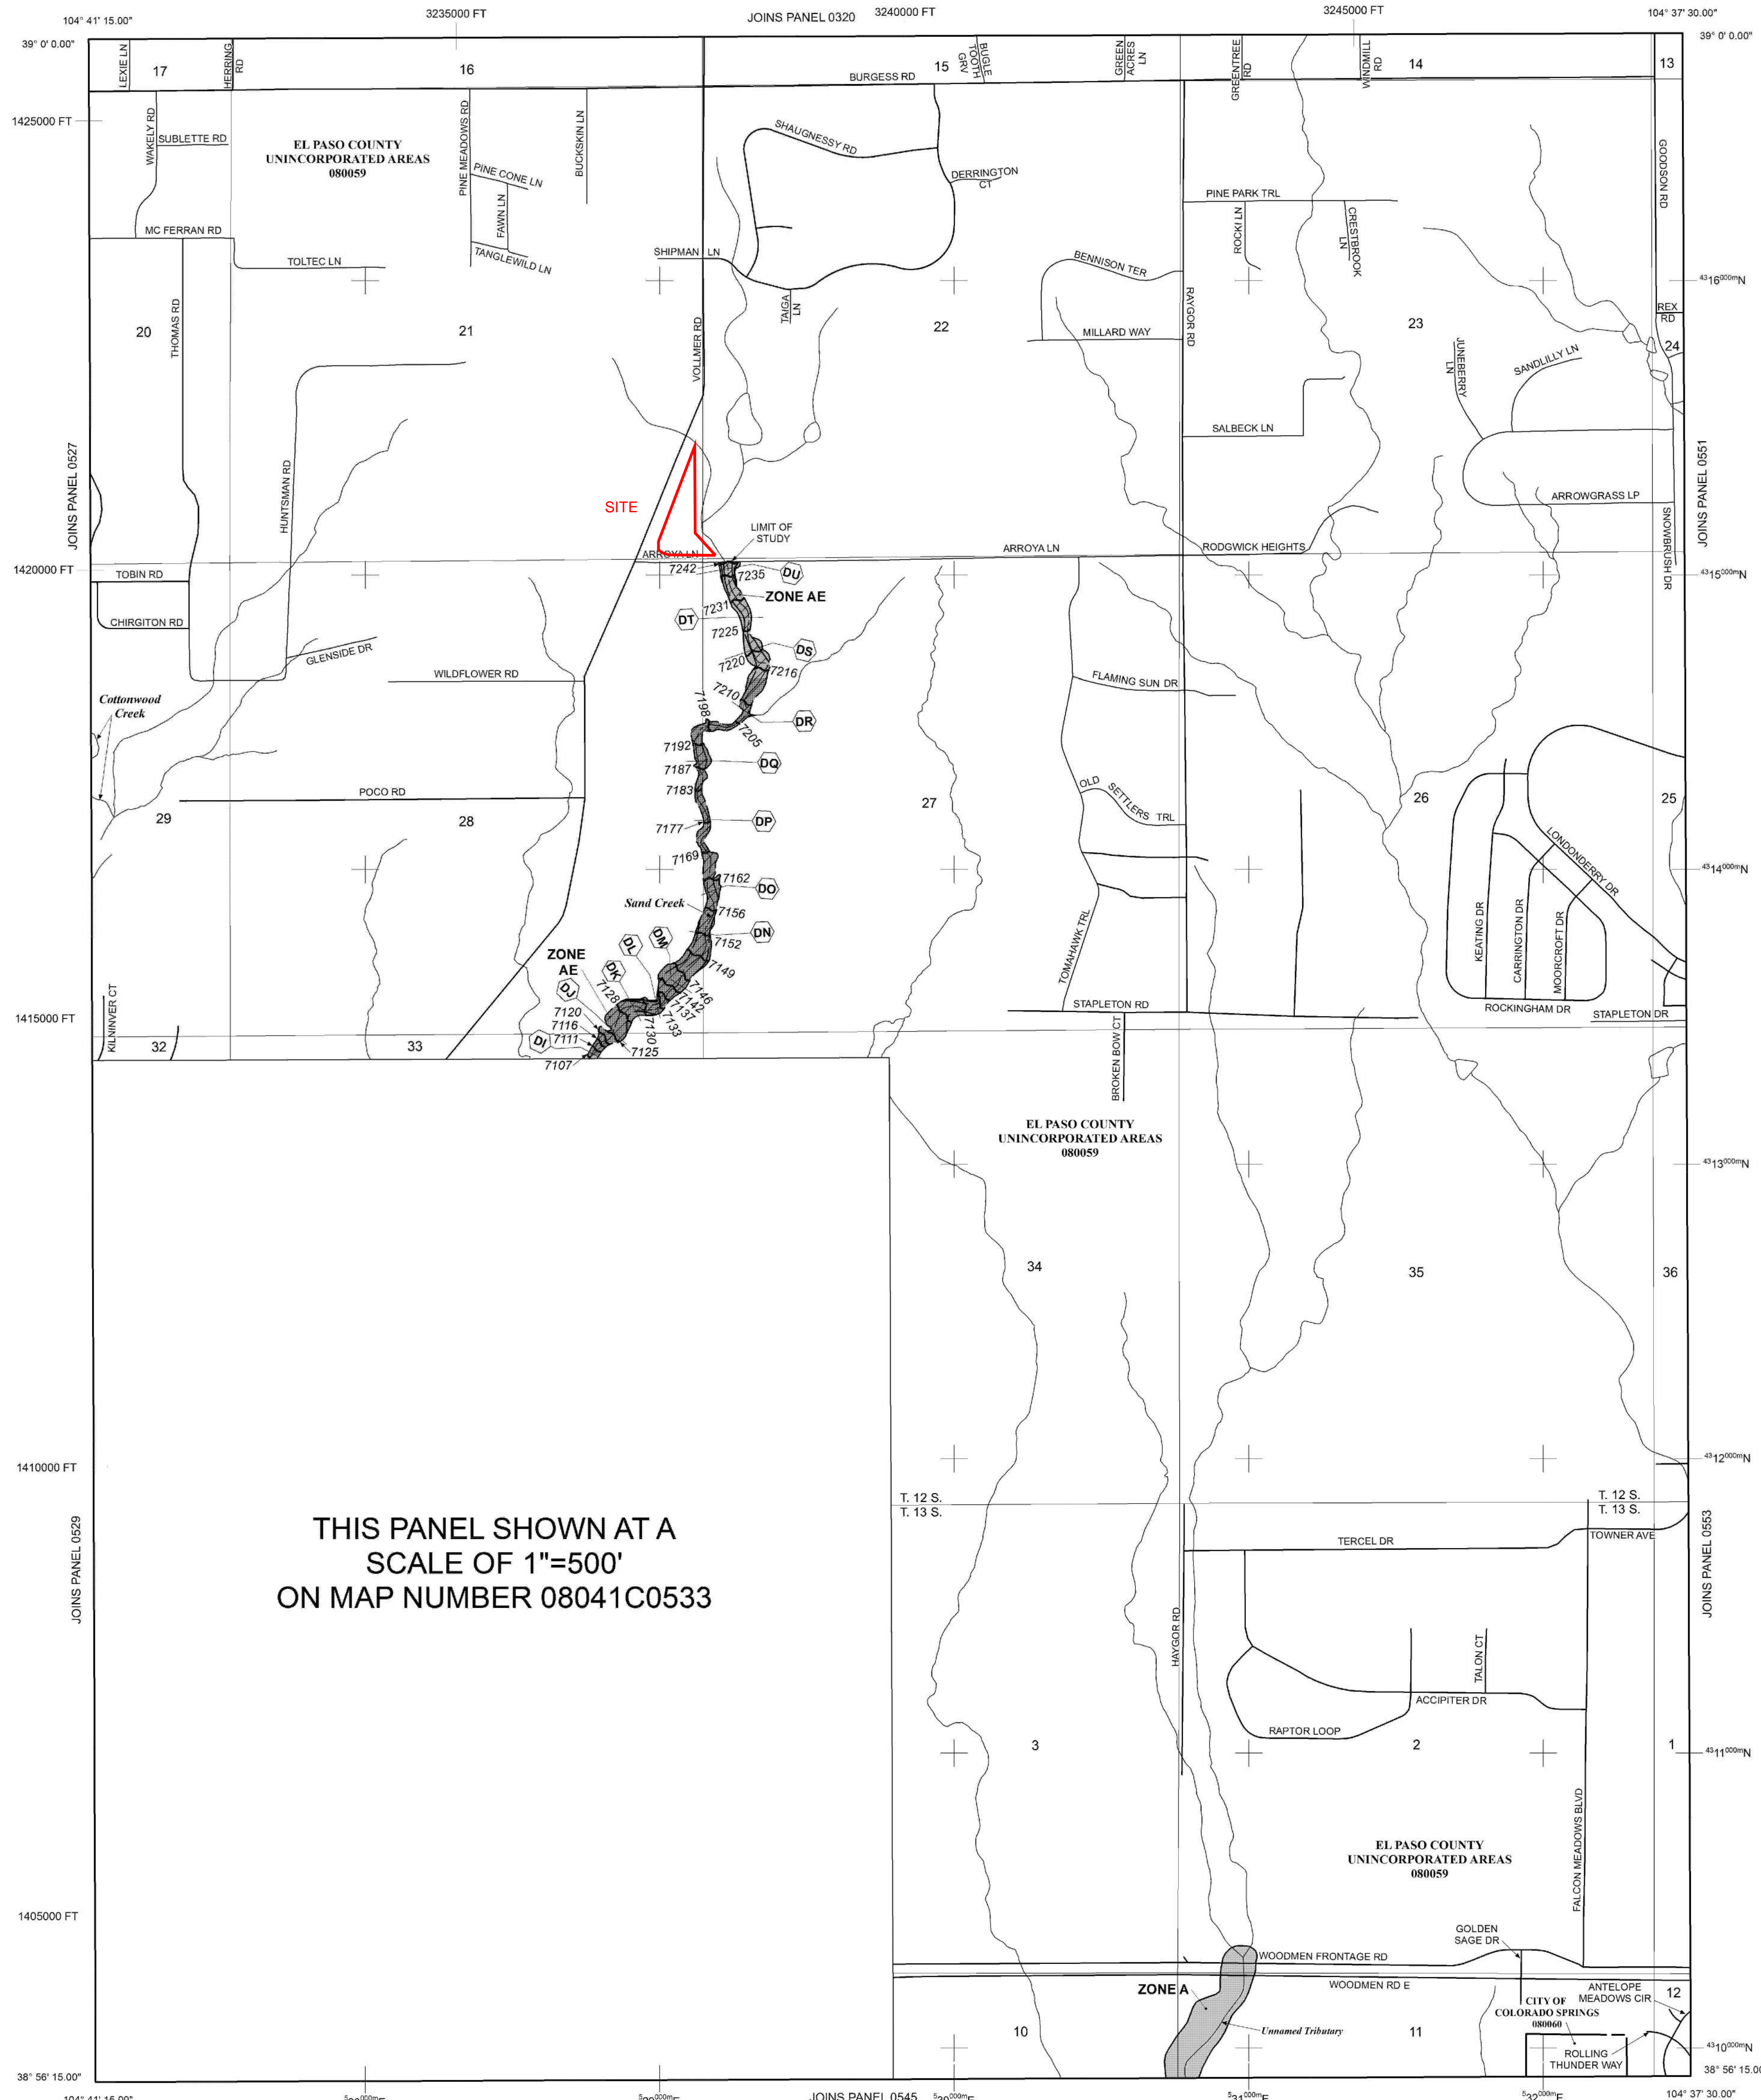 104° 41' 15.00"
3235000 FT
JOINS PANEL 0320
3240000 FT
3245000 FT
104° 37' 30.00"
39° 0' 0.00"
LEXIE LN
17
HERRING
RD
16
15
BUGLE
TOOTH
GRV
GREEN
ACRES
LN
GREENTREE
RD
WINDMILL
RD
14
13
39° 0' 0.00"
BURGESS RD
1425000 FT
WAKELY RD
SUBLETTE RD
EL PASO COUNTY
UNINCORPORATED AREAS
080059
PINE MEADOWS RD
PINE CONE LN
FAWN LN
BUCKSKIN LN
SHAUGNESSY RD
DERRINGTON
CT
PINE PARK TRL
GOODSON RD
ROCKI LN
CRESTBROOK
LN
MC FERRAN RD
TOLTEC LN
TANGLEWILD LN
SHIPMAN LN
BENNISON TER
TAIGA
LN
RAYGOR RD
4316000mN
REX
RD
20
THOMAS RD
21
VOLLMER RD
22
MILLARD WAY
23
24
JUNEBERRY
LN
SANDLILLY LN
SALBECK LN
JOINS PANEL 0527
HUNTSMAN RD
JOINS PANEL 0551
SITE
ARROWGRASS LP
SNOWBRUSH DR
LIMIT OF
STUDY
ARROYA LN
ARROYA LN
RODGWICK HEIGHTS
1420000 FT
TOBIN RD
7242
7235
DU
4315000mN
ZONE AE
7231
CHIRGITON RD
DT
7225
GLENSIDE DR
DS
7220
7216
WILDFLOWER RD
FLAMING SUN DR
7210
Cottonwood
Creek
7198
DR
7205
7192
DQ
7187
7183
POCO RD
OLD SETTLERS TRL
29
28
27
26
25
7177
DP
LONDONDERRY DR
7169
4314000mN
7162
DO
Sand Creek
7156
KEATING DR
CARRINGTON DR
MOORCROFT DR
DN
7152
DM
DL
ZONE
AE
DK
7149
TOMAHAWK TRL
DJ
7128
7146
7142
7137
7133
7130
KILNINVER CT
STAPLETON RD
ROCKINGHAM DR
STAPLETON DR
1415000 FT
7120
7116
7111
DI
7125
7107
32
33
BROKEN BOW CT
EL PASO COUNTY
UNINCORPORATED AREAS
080059
4313000mN
34
35
36
1410000 FT
4312000mN
T. 12 S.
T. 13 S.
T. 12 S.
T. 13 S.
THIS PANEL SHOWN AT A
SCALE OF 1"=500'
ON MAP NUMBER 08041C0533
JOINS PANEL 0529
TERCEL DR
TOWNER AVE
JOINS PANEL 0553
HAYGOR RD
TALON CT
ACCIPITER DR
RAPTOR LOOP
3
2
1
4311000mN
FALCON MEADOWS BLVD
EL PASO COUNTY
UNINCORPORATED AREAS
080059
1405000 FT
GOLDEN
SAGE DR
WOODMEN FRONTAGE RD
WOODMEN RD E
ZONE A
ANTELOPE
MEADOWS CIR
12
CITY OF
COLORADO SPRINGS
080060
10
Unnamed Tributary
11
ROLLING
THUNDER WAY
4310000mN
38° 56' 15.00"
38° 56' 15.00
104° 41' 15.00"
JOINS PANEL 0545
104° 37' 30.00"